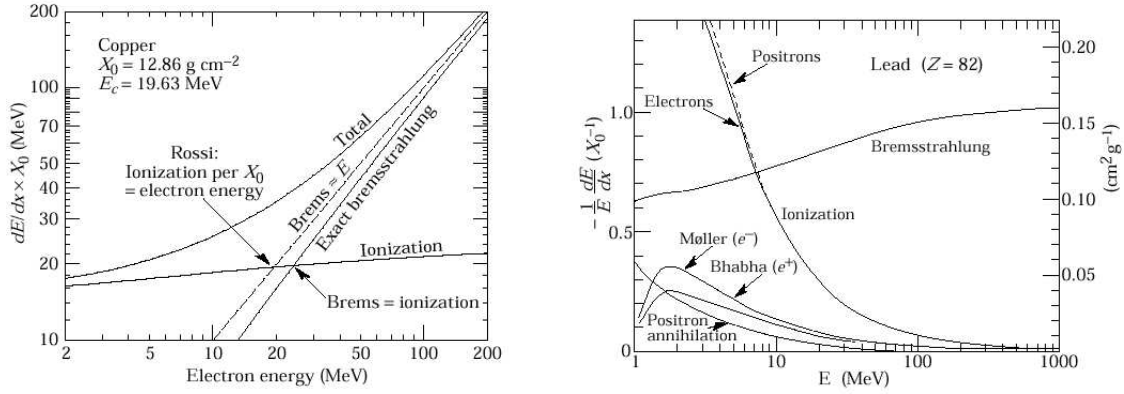 Copper
X₀ = 12.86 g cm⁻²
E_c = 19.63 MeV
dE/dx × X₀ (MeV)
200
100
70
50
40
30
20
10
Rossi:
Ionization per X₀
= electron energy
Total
Brems ≈ E
Exact bremsstrahlung
Ionization
Brems = ionization
2
5
10
20
50
100
200
Electron energy (MeV)
Positrons
Lead (Z = 82)
Electrons
Bremsstrahlung
Ionization
Møller (e⁻)
Bhabha (e⁺)
Positron
annihilation
− 1/E dE/dx (X₀⁻¹)
1.0
0.5
0
0.20
0.15
0.10
0.05
(cm² g⁻¹)
1
10
100
1000
E (MeV)